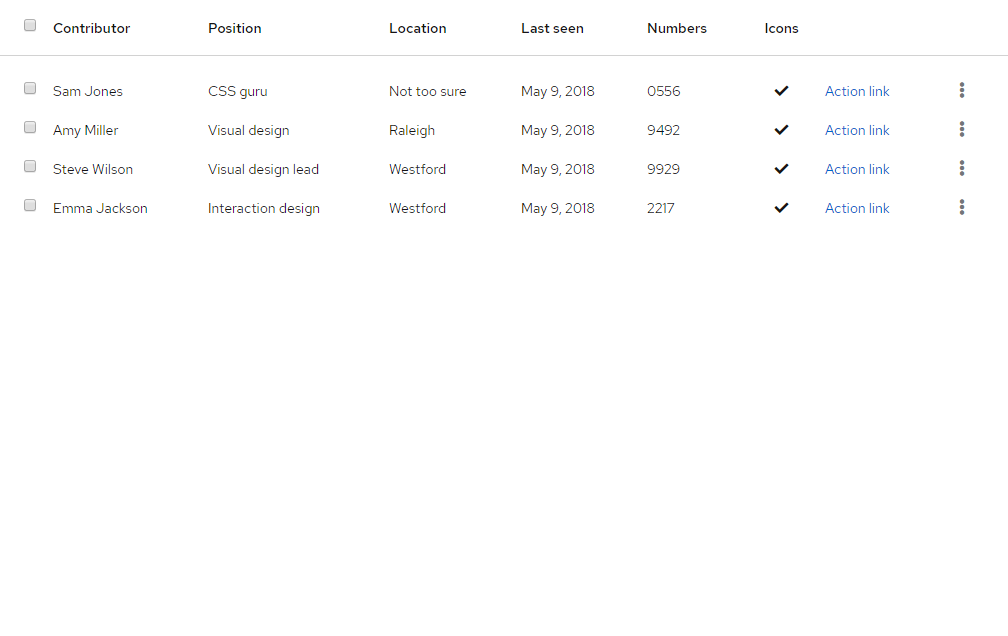 Contributor Position Location Last seen Numbers Icons
Sam Jones CSS guru Not too sure May 9, 2018 0556 Action link
Amy Miller Visual design Raleigh May 9, 2018 9492 Action link
Steve Wilson Visual design lead Westford May 9, 2018 9929 Action link
Emma Jackson Interaction design Westford May 9, 2018 2217 Action link